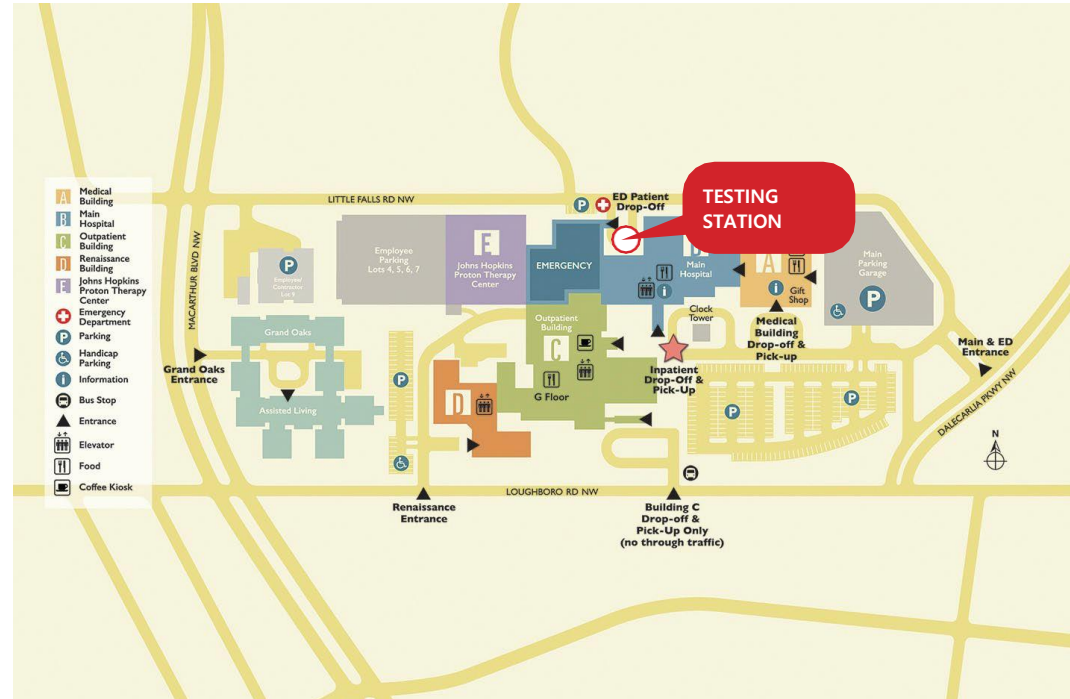 A
Medical
Building
B
Main
Hospital
C
Outpatient
Building
D
Renaissance
Building
E
Johns Hopkins
Proton Therapy
Center
Emergency
Department
P
Parking
Handicap
Parking
i
Information
Bus Stop
Entrance
Elevator
Food
Coffee Kiosk
LITTLE FALLS RD NW
MACARTHUR BLVD NW
P
ED Patient
Drop-Off
TESTING
STATION
P
Employee/
Contractor
Lot 9
Employee
Parking
Lots 4, 5, 6, 7
E
Johns Hopkins
Proton Therapy
Center
EMERGENCY
Main
Hospital
i
A
i
Gift
Shop
Main
Parking
Garage
P
Clock
Tower
Medical
Building
Drop-off &
Pick-up
Main & ED
Entrance
Grand Oaks
Grand Oaks
Entrance
Assisted Living
P
Outpatient
Building
C
G Floor
D
Inpatient
Drop-Off &
Pick-Up
P
P
DALECARLIA PKWY NW
N
LOUGHBORO RD NW
Renaissance
Entrance
Building C
Drop-off &
Pick-Up Only
(no through traffic)